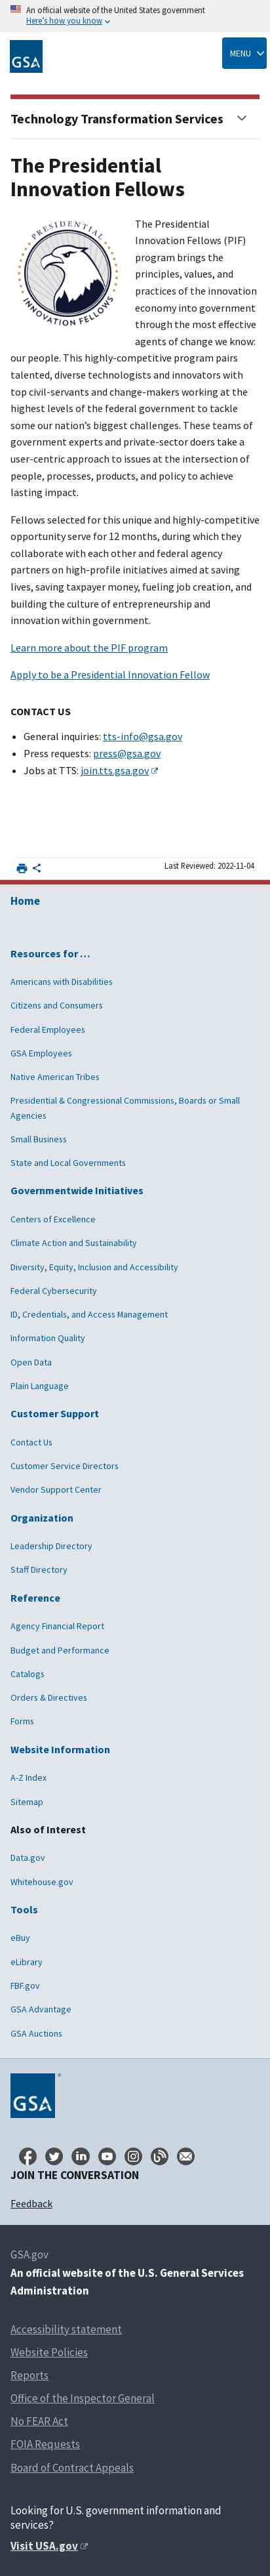 An official website of the United States government
Here's how you know
GSA
MENU
Technology Transformation Services
The Presidential
Innovation Fellows
PRESIDENTIAL
INNOVATION FELLOWS
The Presidential
Innovation Fellows (PIF)
program brings the
principles, values, and
practices of the innovation
economy into government
through the most effective
agents of change we know:
our people. This highly-competitive program pairs
talented, diverse technologists and innovators with
top civil-servants and change-makers working at the
highest levels of the federal government to tackle
some our nation's biggest challenges. These teams of
government experts and private-sector doers take a
user-centric approach to issues at the intersection of
people, processes, products, and policy to achieve
lasting impact.
Fellows selected for this unique and highly-competitive
opportunity serve for 12 months, during which they
will collaborate with each other and federal agency
partners on high-profile initiatives aimed at saving
lives, saving taxpayer money, fueling job creation, and
building the culture of entrepreneurship and
innovation within government.
Learn more about the PIF program
Apply to be a Presidential Innovation Fellow
CONTACT US
General inquiries: tts-info@gsa.gov
Press requests: press@gsa.gov
Jobs at TTS: join.tts.gsa.gov
Last Reviewed: 2022-11-04
Home
Resources for …
Americans with Disabilities
Citizens and Consumers
Federal Employees
GSA Employees
Native American Tribes
Presidential & Congressional Commissions, Boards or Small
Agencies
Small Business
State and Local Governments
Governmentwide Initiatives
Centers of Excellence
Climate Action and Sustainability
Diversity, Equity, Inclusion and Accessibility
Federal Cybersecurity
ID, Credentials, and Access Management
Information Quality
Open Data
Plain Language
Customer Support
Contact Us
Customer Service Directors
Vendor Support Center
Organization
Leadership Directory
Staff Directory
Reference
Agency Financial Report
Budget and Performance
Catalogs
Orders & Directives
Forms
Website Information
A-Z Index
Sitemap
Also of Interest
Data.gov
Whitehouse.gov
Tools
eBuy
eLibrary
FBF.gov
GSA Advantage
GSA Auctions
GSA
JOIN THE CONVERSATION
Feedback
GSA.gov
An official website of the U.S. General Services
Administration
Accessibility statement
Website Policies
Reports
Office of the Inspector General
No FEAR Act
FOIA Requests
Board of Contract Appeals
Looking for U.S. government information and
services?
Visit USA.gov